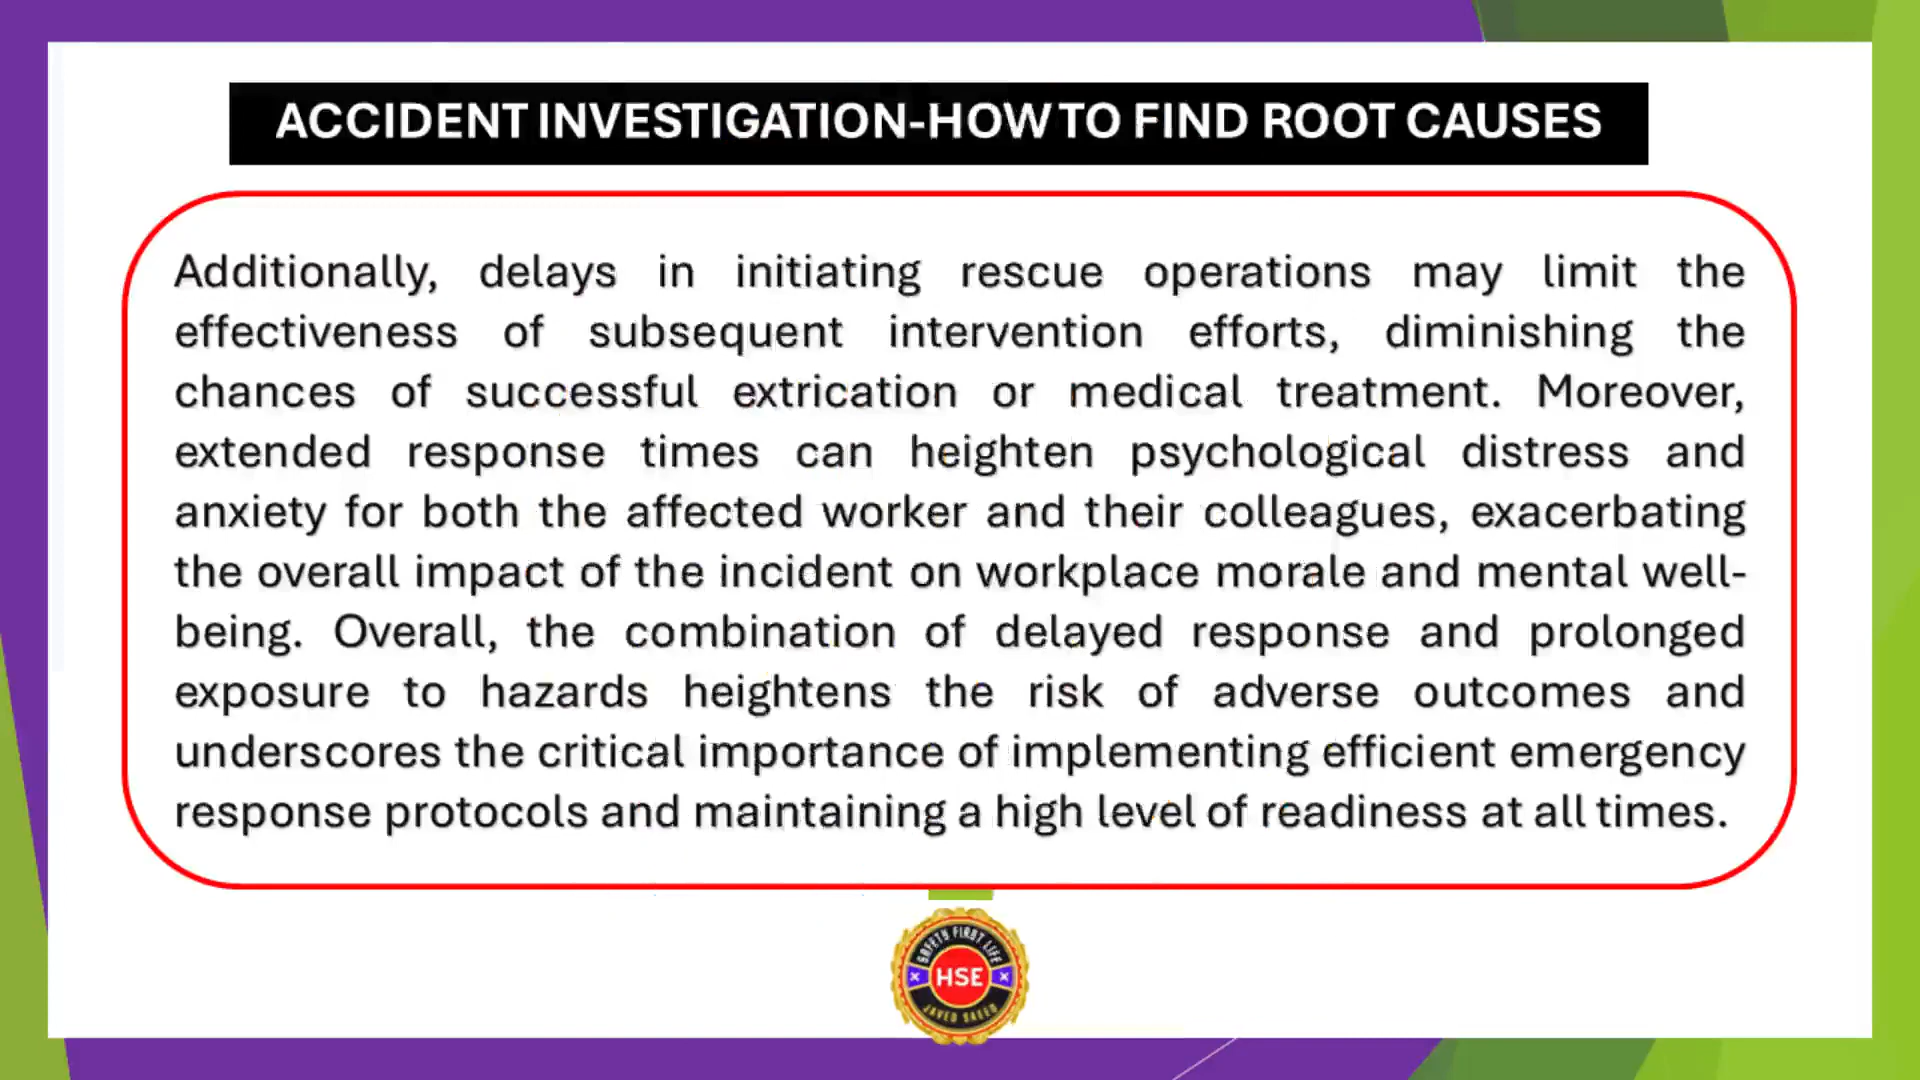 ACCIDENT INVESTIGATION-HOW TO FIND ROOT CAUSES
Additionally, delays in initiating rescue operations may limit the
effectiveness of subsequent intervention efforts, diminishing the
chances of successful extrication or medical treatment. Moreover,
extended response times can heighten psychological distress and
anxiety for both the affected worker and their colleagues, exacerbating
the overall impact of the incident on workplace morale and mental well-
being. Overall, the combination of delayed response and prolonged
exposure to hazards heightens the risk of adverse outcomes and
underscores the critical importance of implementing efficient emergency
response protocols and maintaining a high level of readiness at all times.
SAFETY FIRST LIFE
HSE
JAVED SAEED